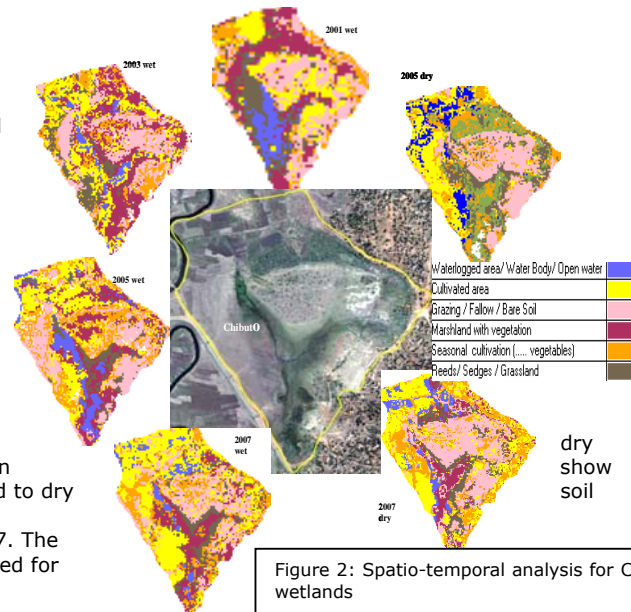 2001 wet
2003 wet
2005 dry
ChibutO
Waterlogged area/ Water Body/ Open water
Cultivated area
Grazing / Fallow / Bare Soil
Marshland with vegetation
Seasonal cultivation (..... vegetables)
Reeds/ Sedges / Grassland
2005 wet
2007
wet
2007
dry
dry
show
d to dry
soil
7. The
ed for
Figure 2: Spatio-temporal analysis for C
wetlands